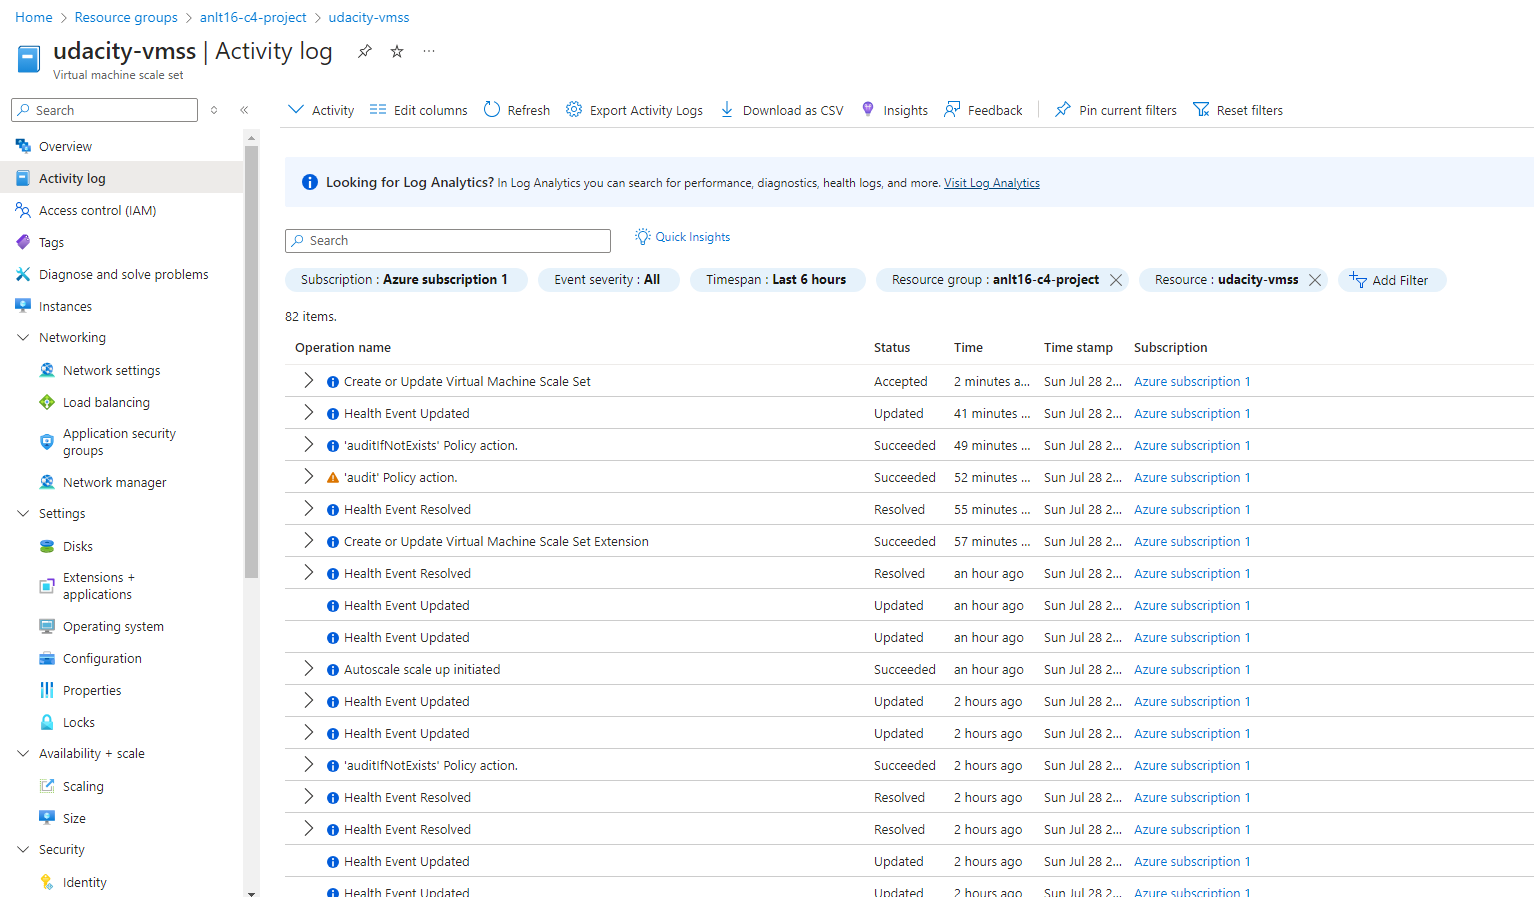 Home > Resource groups > anlt16-c4-project > udacity-vmss
udacity-vmss | Activity log
Virtual machine scale set
Search
Activity Edit columns Refresh Export Activity Logs Download as CSV Insights Feedback Pin current filters Reset filters
Overview
Activity log
Access control (IAM)
Tags
Diagnose and solve problems
Instances
Networking
Network settings
Load balancing
Application security
groups
Network manager
Settings
Disks
Extensions +
applications
Operating system
Configuration
Properties
Locks
Availability + scale
Scaling
Size
Security
Identity
Looking for Log Analytics? In Log Analytics you can search for performance, diagnostics, health logs, and more. Visit Log Analytics
Search
Quick Insights
Subscription : Azure subscription 1 Event severity : All Timespan : Last 6 hours Resource group : anlt16-c4-project Resource : udacity-vmss Add Filter
82 items.
Operation name Status Time Time stamp Subscription
Create or Update Virtual Machine Scale Set Accepted 2 minutes a... Sun Jul 28 2... Azure subscription 1
Health Event Updated Updated 41 minutes ... Sun Jul 28 2... Azure subscription 1
'auditIfNotExists' Policy action. Succeeded 49 minutes ... Sun Jul 28 2... Azure subscription 1
'audit' Policy action. Succeeded 52 minutes ... Sun Jul 28 2... Azure subscription 1
Health Event Resolved Resolved 55 minutes ... Sun Jul 28 2... Azure subscription 1
Create or Update Virtual Machine Scale Set Extension Succeeded 57 minutes ... Sun Jul 28 2... Azure subscription 1
Health Event Resolved Resolved an hour ago Sun Jul 28 2... Azure subscription 1
Health Event Updated Updated an hour ago Sun Jul 28 2... Azure subscription 1
Health Event Updated Updated an hour ago Sun Jul 28 2... Azure subscription 1
Autoscale scale up initiated Succeeded an hour ago Sun Jul 28 2... Azure subscription 1
Health Event Updated Updated 2 hours ago Sun Jul 28 2... Azure subscription 1
Health Event Updated Updated 2 hours ago Sun Jul 28 2... Azure subscription 1
'auditIfNotExists' Policy action. Succeeded 2 hours ago Sun Jul 28 2... Azure subscription 1
Health Event Resolved Resolved 2 hours ago Sun Jul 28 2... Azure subscription 1
Health Event Resolved Resolved 2 hours ago Sun Jul 28 2... Azure subscription 1
Health Event Updated Updated 2 hours ago Sun Jul 28 2... Azure subscription 1
Health Event Updated Updated 2 hours ago Sun Jul 28 2... Azure subscription 1